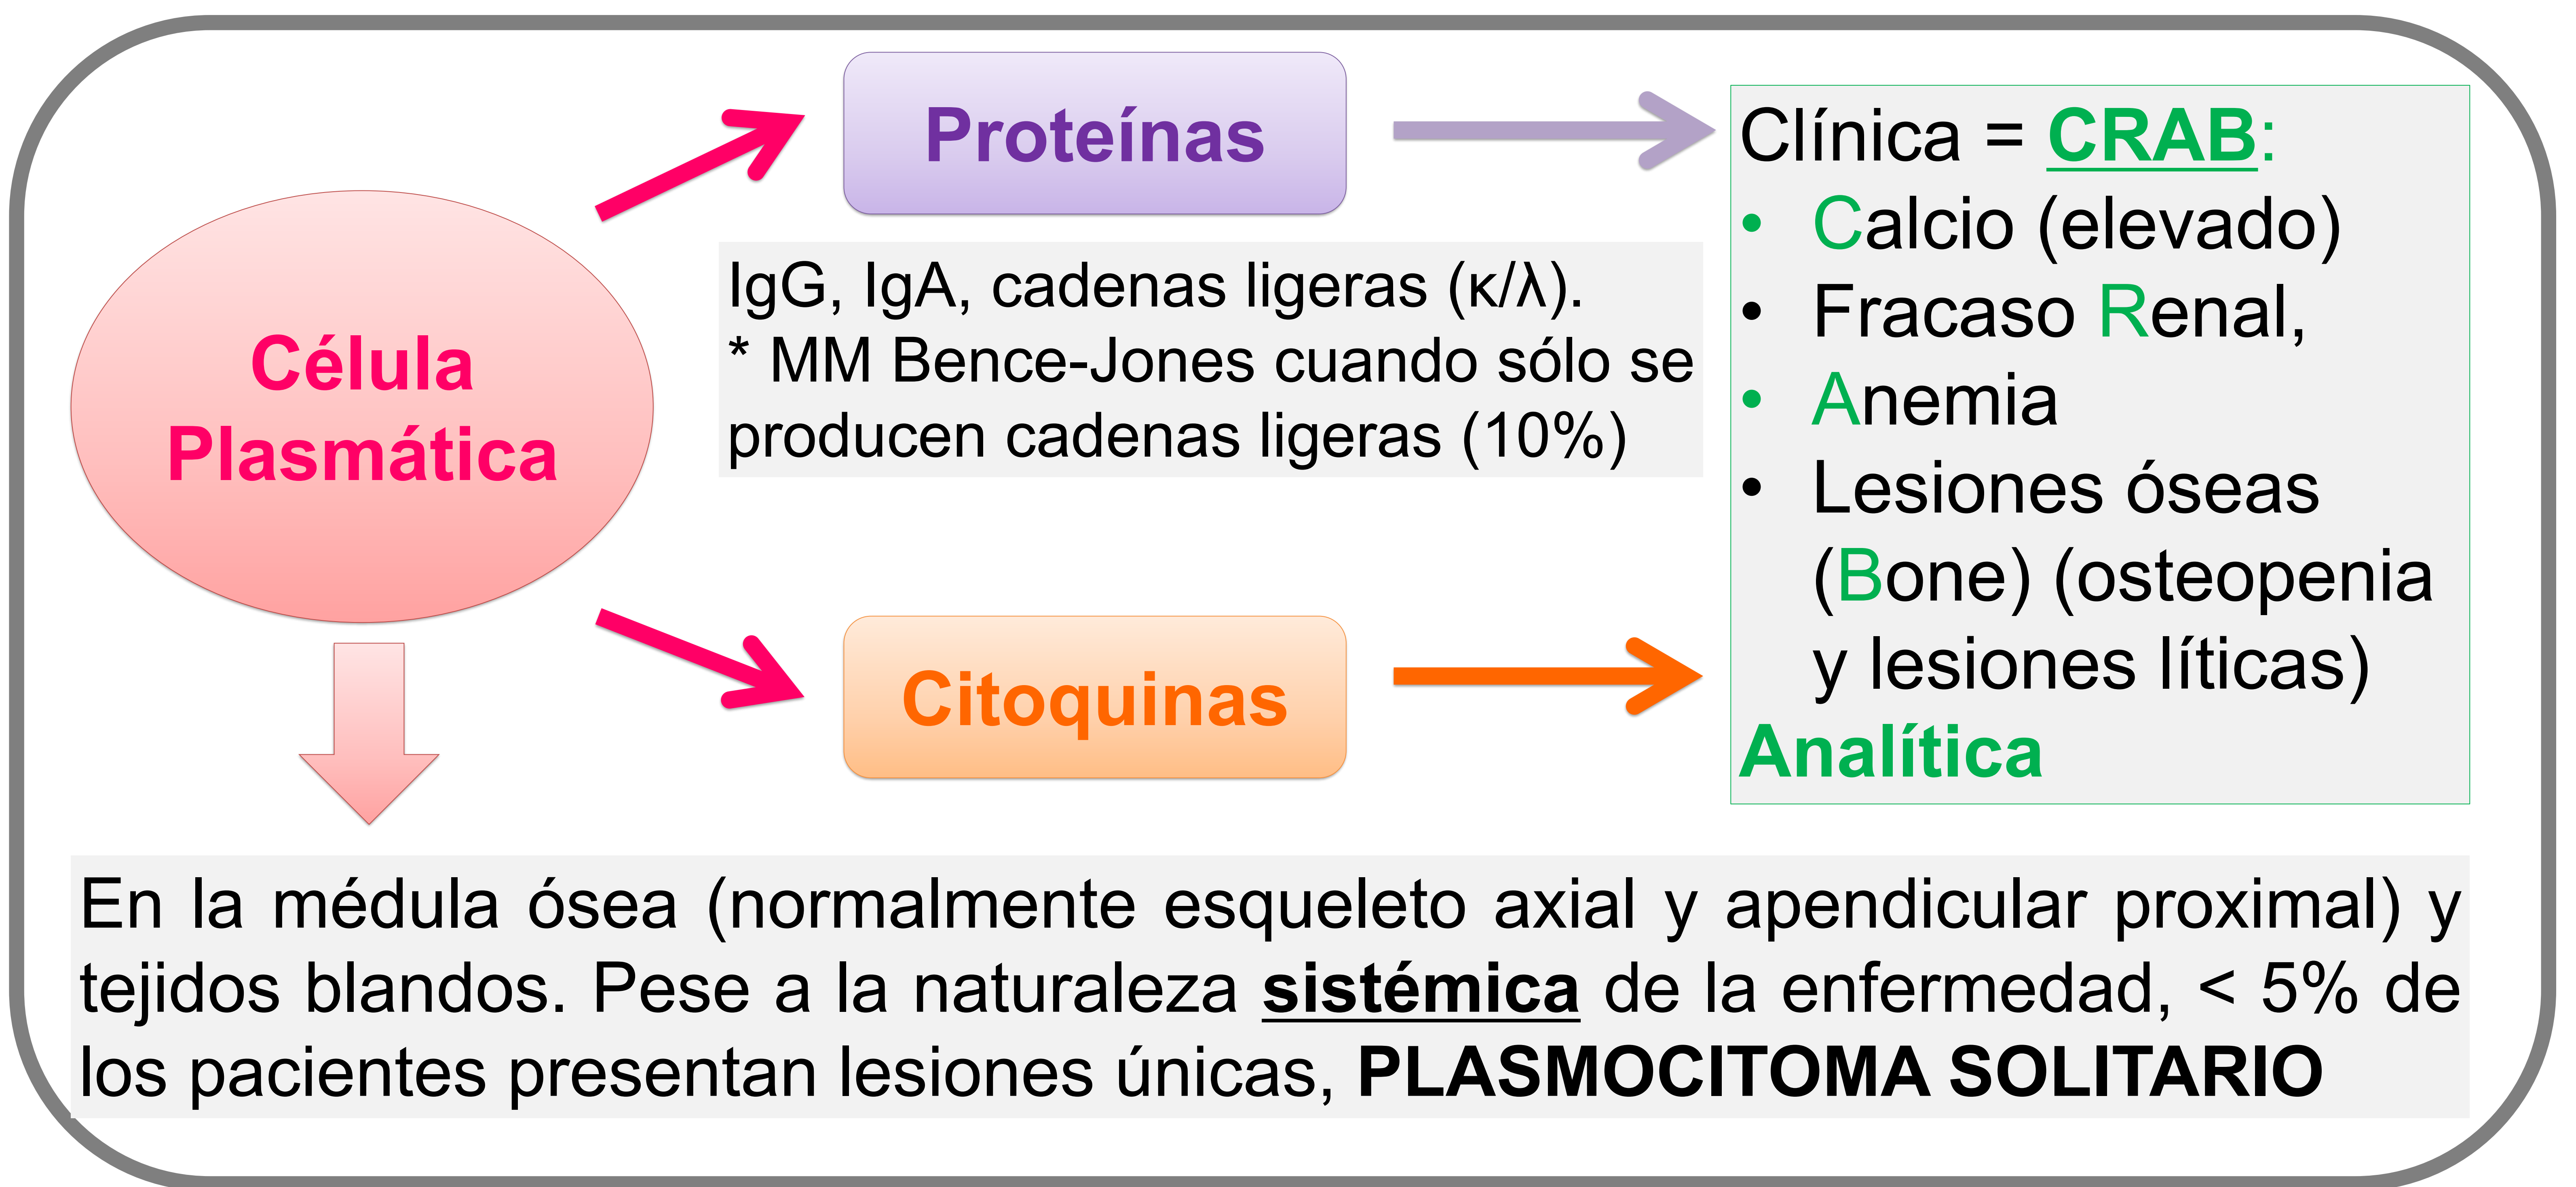 Célula
Plasmática
Proteínas
IgG, IgA, cadenas ligeras (κ/λ).
* MM Bence-Jones cuando sólo se
producen cadenas ligeras (10%)
Citoquinas
Clínica = CRAB:
• Calcio (elevado)
• Fracaso Renal,
• Anemia
• Lesiones óseas
(Bone) (osteopenia
y lesiones líticas)
Analítica
En la médula ósea (normalmente esqueleto axial y apendicular proximal) y
tejidos blandos. Pese a la naturaleza sistémica de la enfermedad, < 5% de
los pacientes presentan lesiones únicas, PLASMOCITOMA SOLITARIO